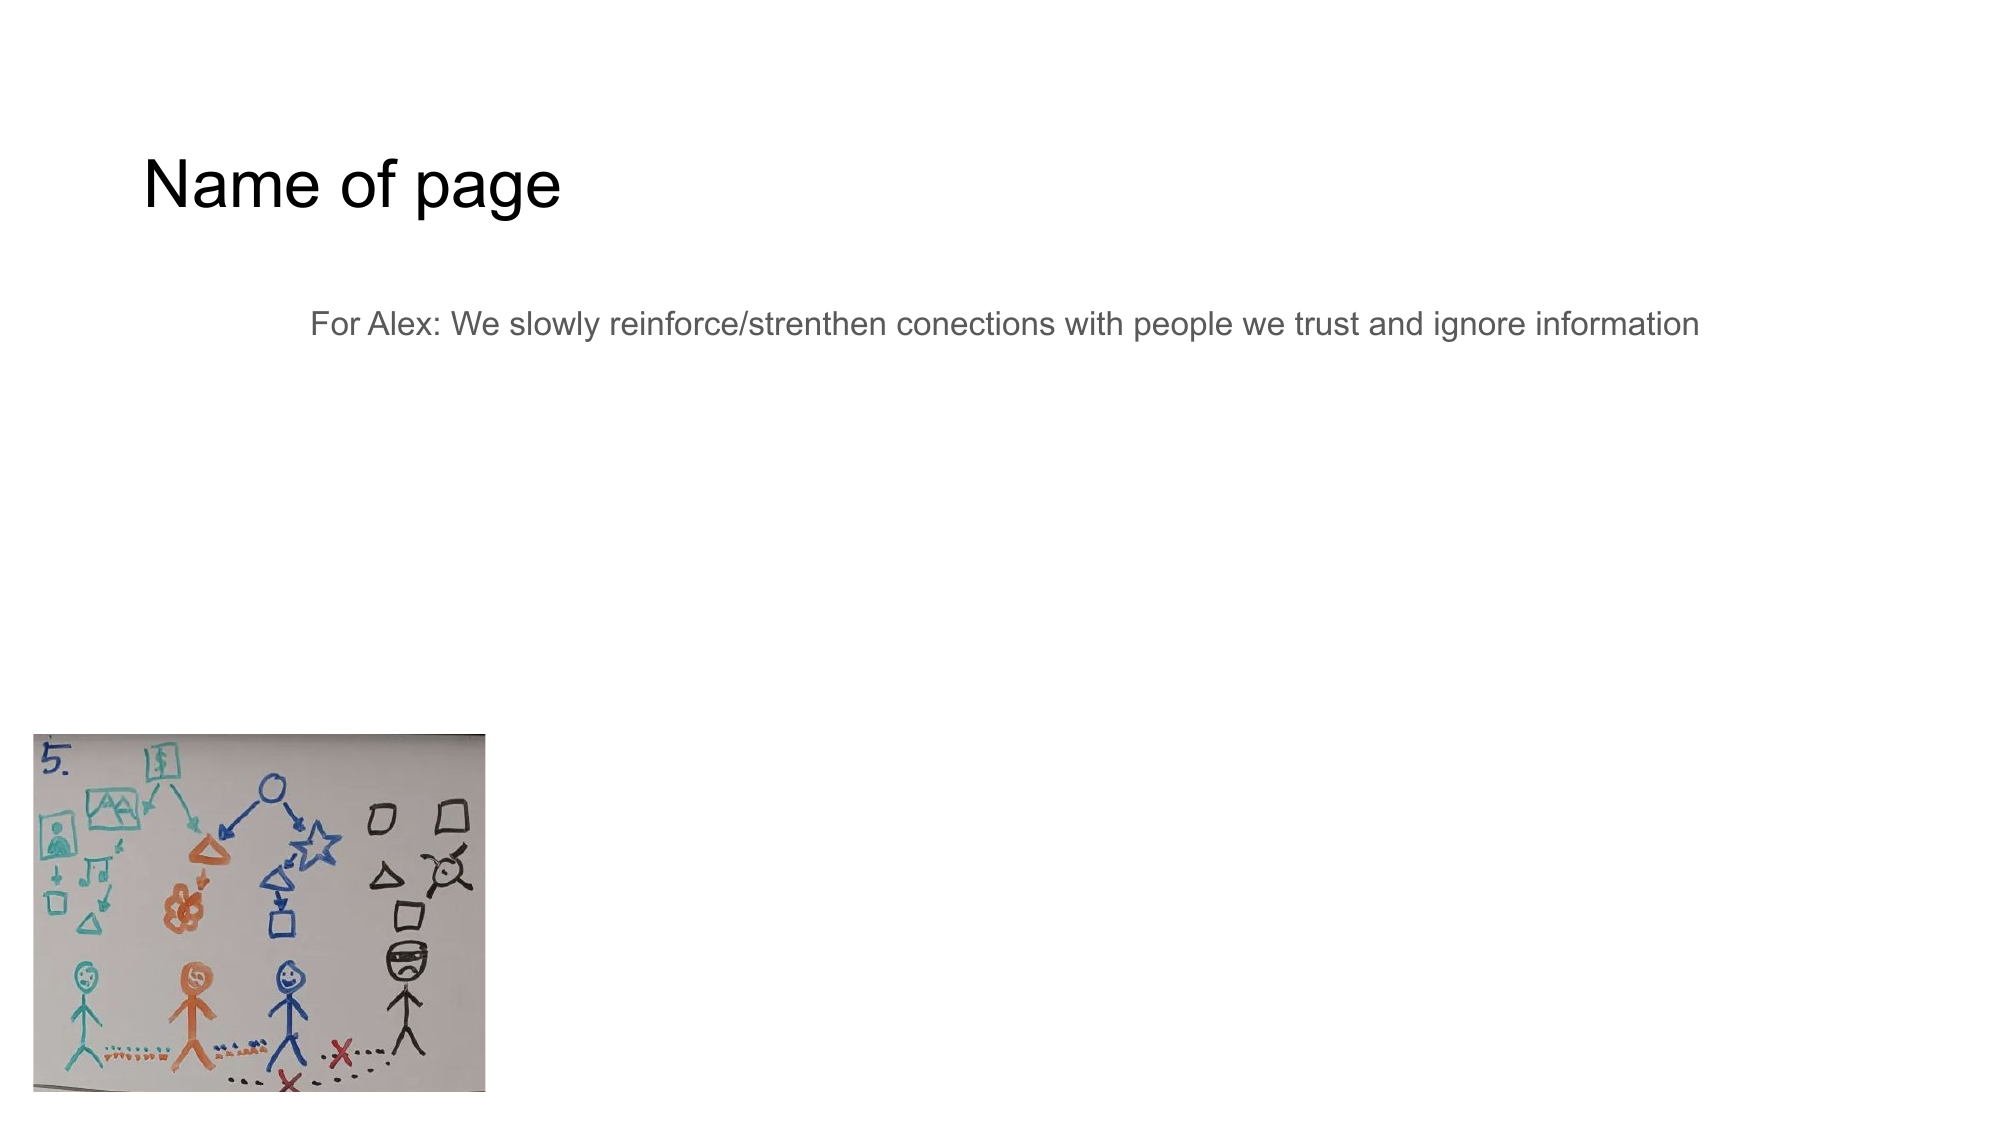 Name of page
For Alex: We slowly reinforce/strenthen conections with people we trust and ignore information
5.
$